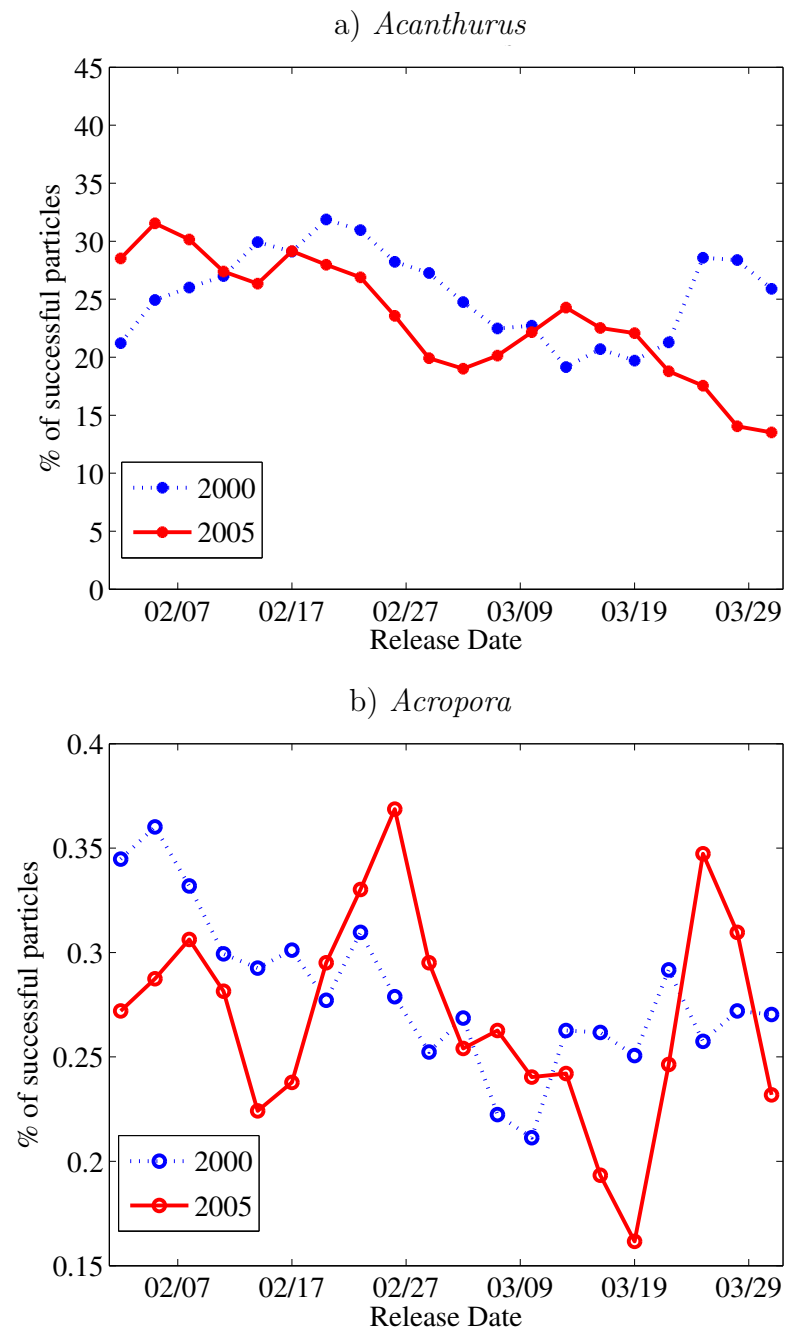 a) Acanthurus
45
40
35
30
25
20
15
10
5
0
% of successful particles
2000
2005
02/07 02/17 02/27 03/09 03/19 03/29
Release Date
b) Acropora
0.4
0.35
0.3
0.25
0.2
0.15
% of successful particles
2000
2005
02/07 02/17 02/27 03/09 03/19 03/29
Release Date